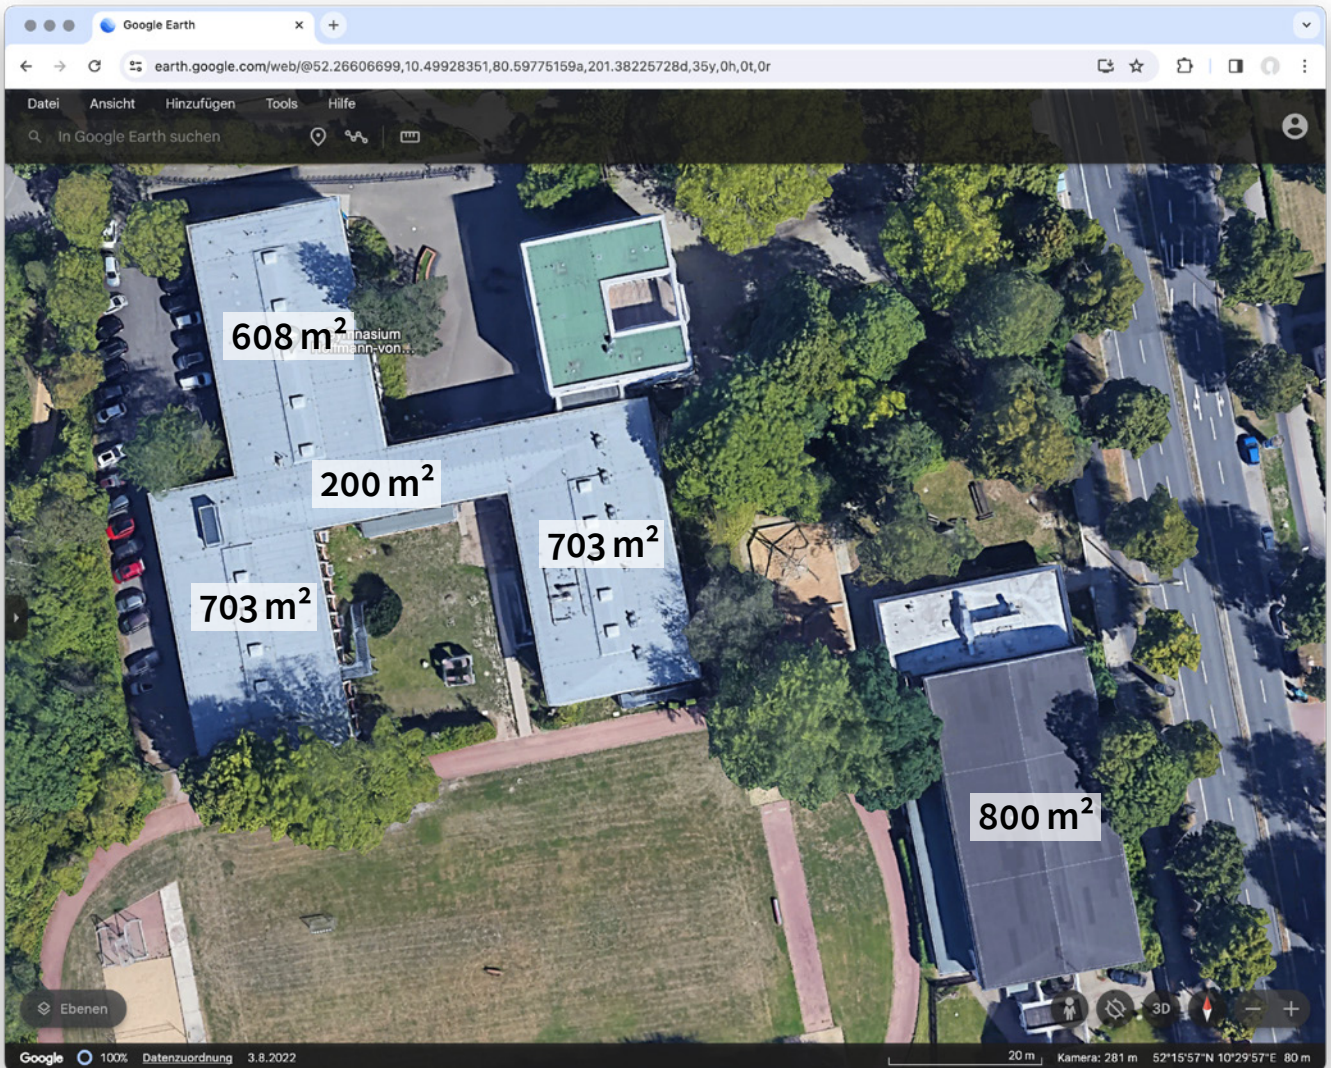 Google Earth
earth.google.com/web/@52.26606699,10.49928351,80.59775159a,201.38225728d,35y,0h,0t,0r
Datei Ansicht Hinzufügen Tools Hilfe
In Google Earth suchen
608 m²
200 m²
703 m²
703 m²
800 m²
Ebenen
3D
Google 100% Datenzuordnung 3.8.2022 20 m Kamera: 281 m 52°15'57"N 10°29'57"E 80 m